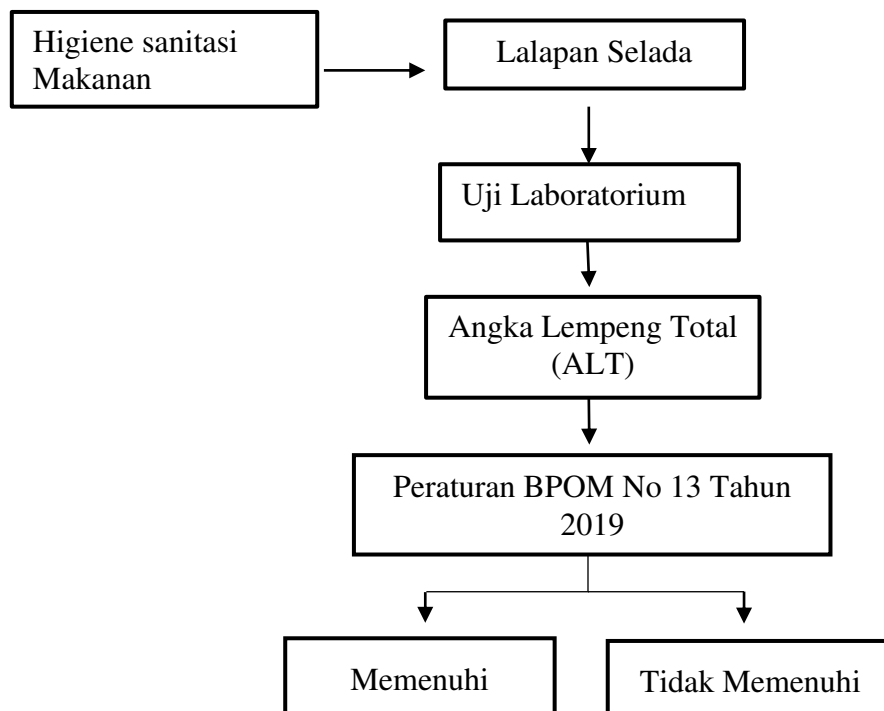 Higiene sanitasi
Makanan
Lalapan Selada
Uji Laboratorium
Angka Lempeng Total
(ALT)
Peraturan BPOM No 13 Tahun
2019
Memenuhi
Tidak Memenuhi